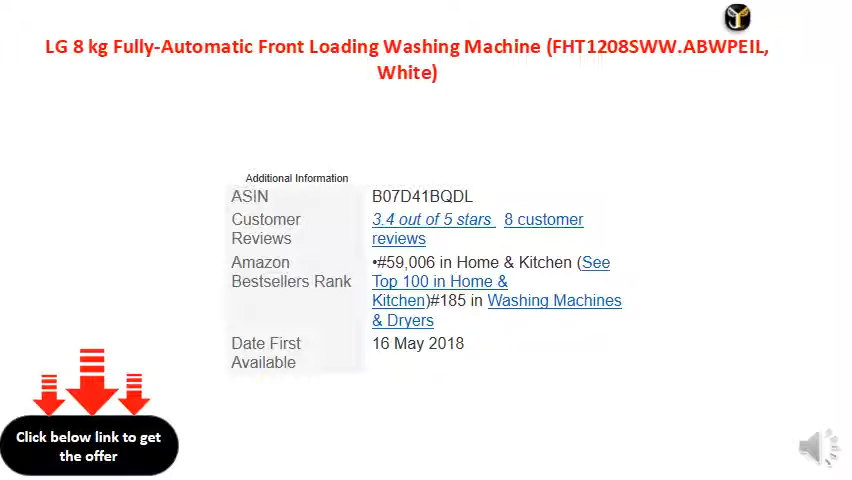 LG 8 kg Fully-Automatic Front Loading Washing Machine (FHT1208SWW.ABWPEIL,
White)
Additional Information
ASIN B07D41BQDL
Customer 3.4 out of 5 stars 8 customer
Reviews reviews
Amazon •#59,006 in Home & Kitchen (See
Bestsellers Rank Top 100 in Home &
Kitchen)#185 in Washing Machines
& Dryers
Date First 16 May 2018
Available
Click below link to get
the offer